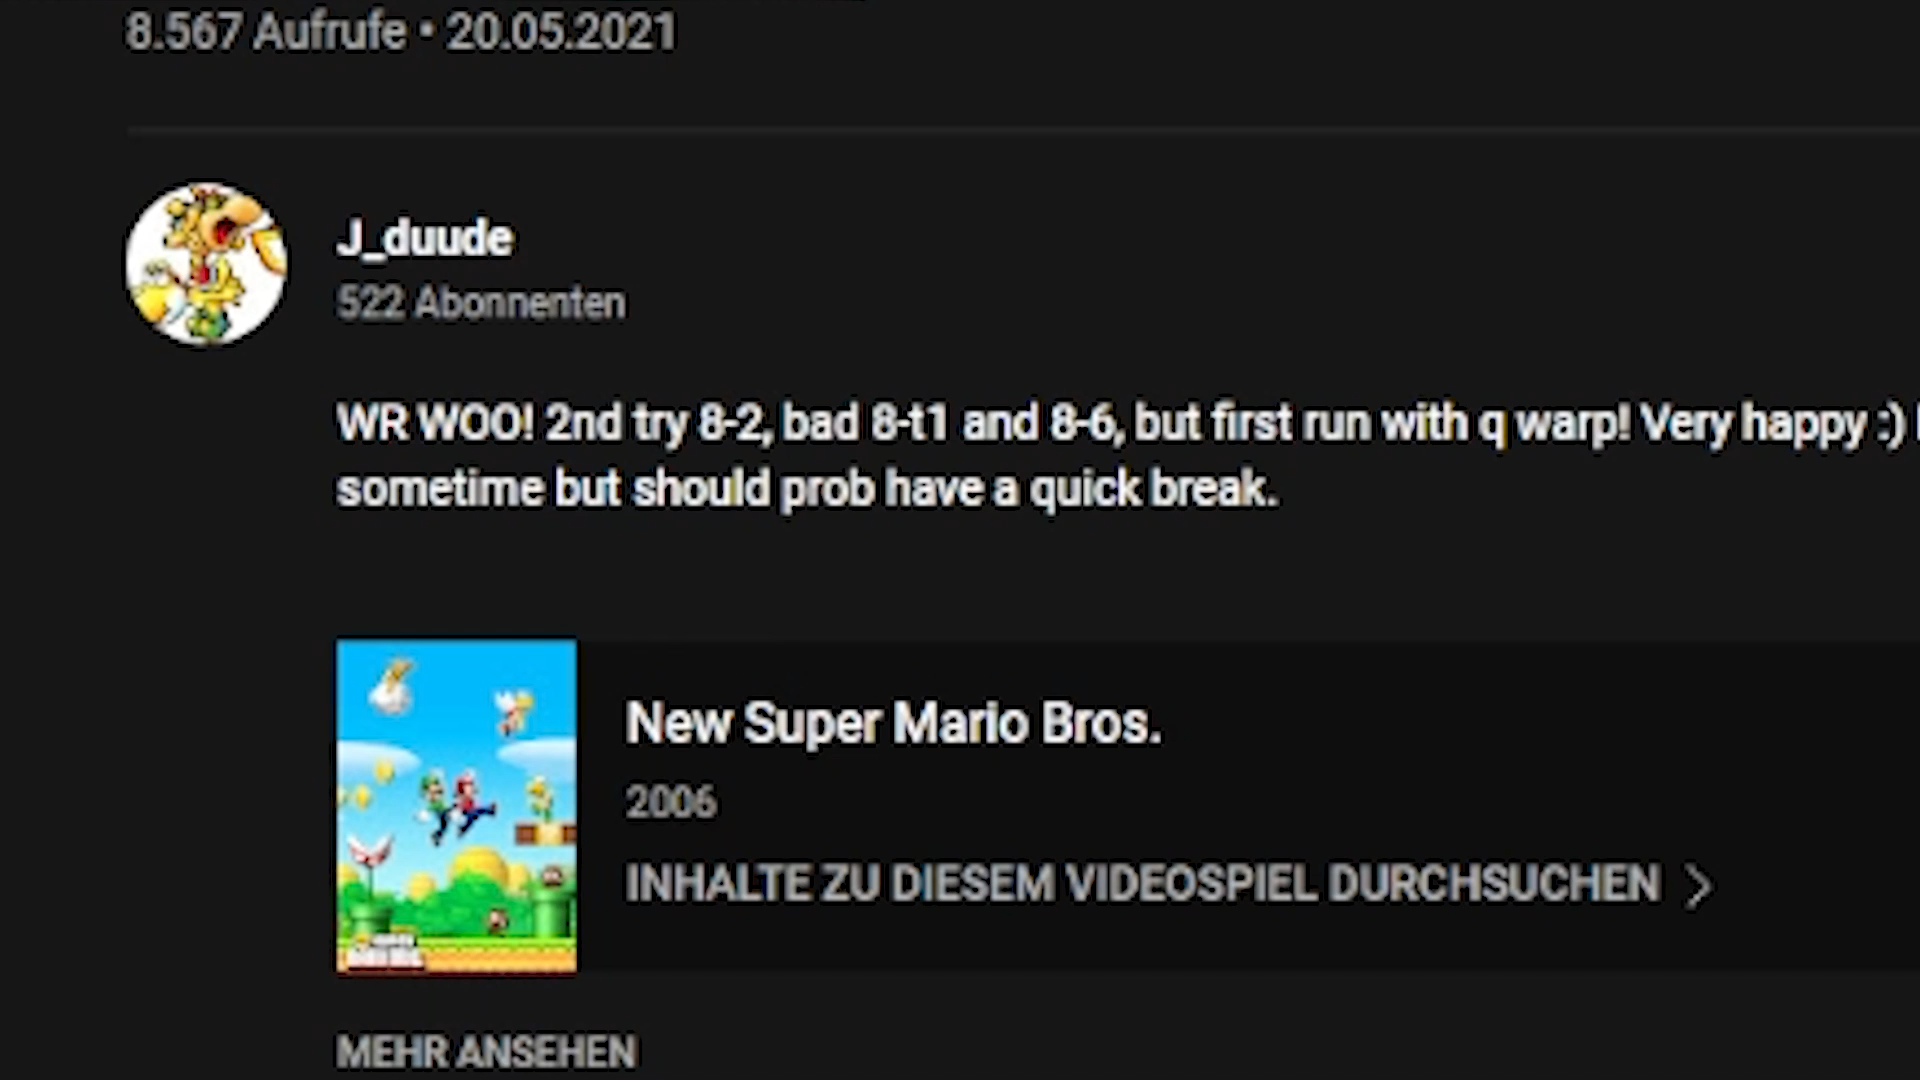 8.567 Aufrufe • 20.05.2021
J_duude
522 Abonnenten
WR WOO! 2nd try 8-2, bad 8-t1 and 8-6, but first run with q warp! Very happy :)
sometime but should prob have a quick break.
New Super Mario Bros.
2006
INHALTE ZU DIESEM VIDEOSPIEL DURCHSUCHEN
MEHR ANSEHEN